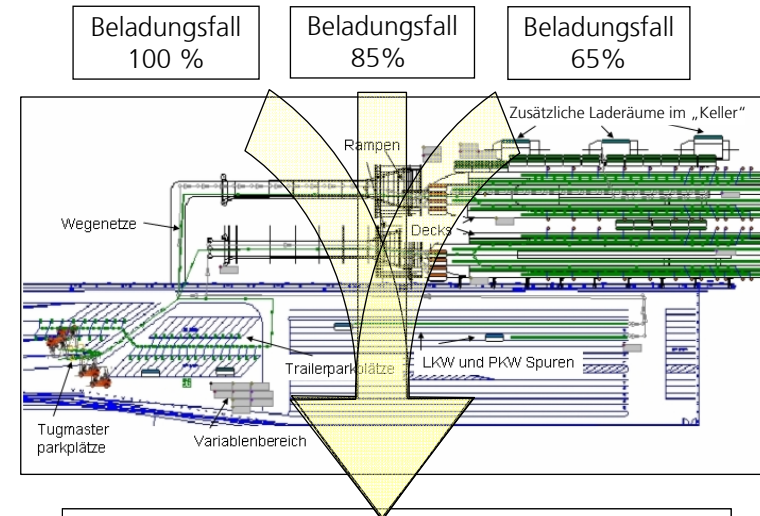 Beladungsfall
100 %
Beladungsfall
85%
Beladungsfall
65%
Zusätzliche Laderäume im „Keller“
Rampen
Wegenetze
Decks
Trailerparkplätze
LKW und PKW Spuren
Tugmaster
parkplätze
Variablenbereich